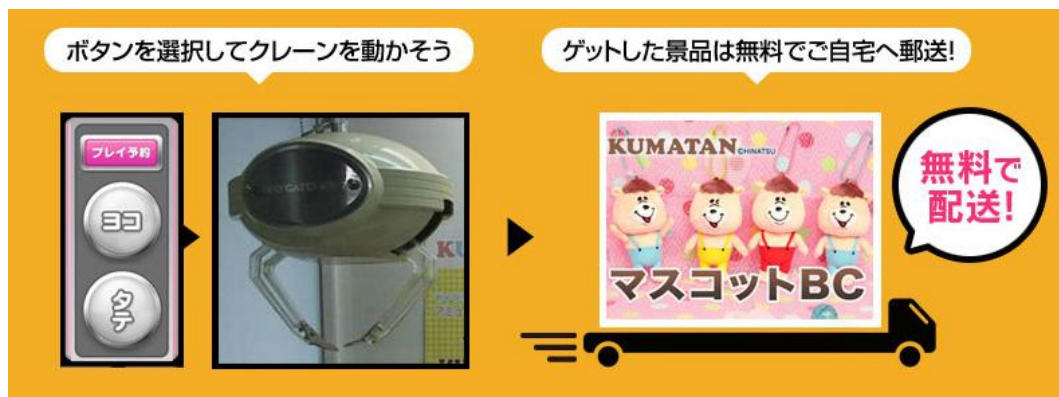 ボタンを選択してクレーンを動かそう
ゲットした景品は無料でご自宅へ郵送!
プレイ予約
ヨコ
タテ
KUMATAN ©HINATSU
マスコットBC
無料で
配送!